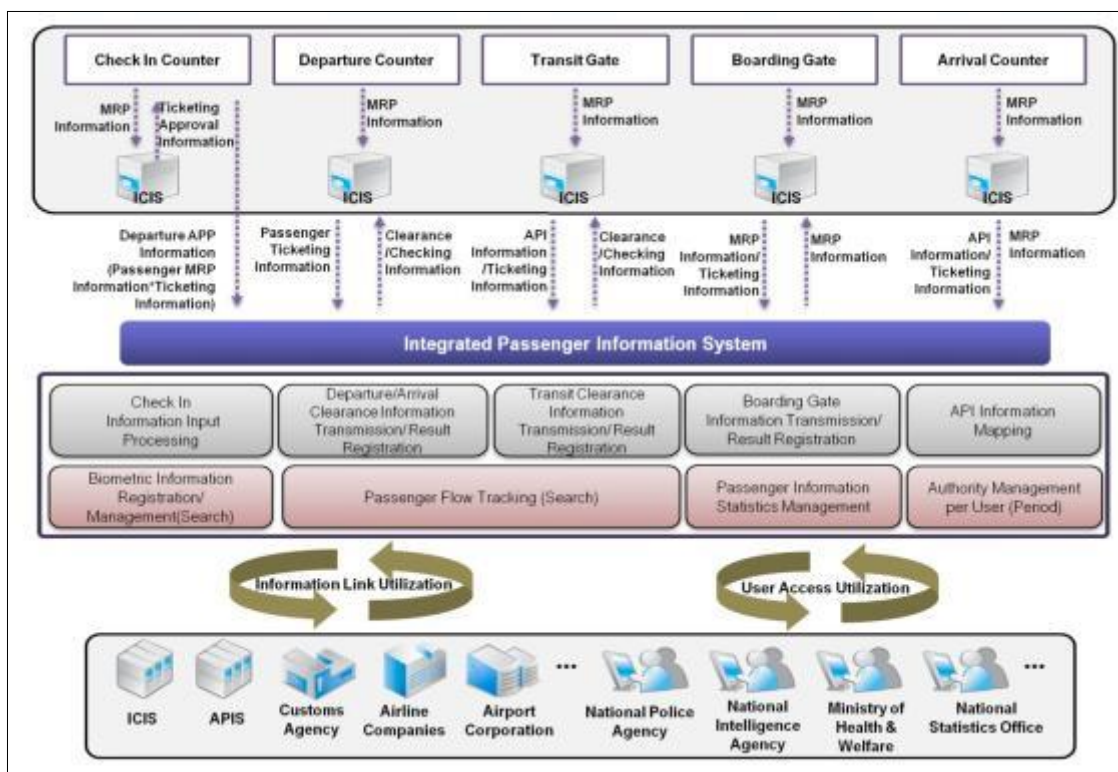 Check In Counter
Departure Counter
Transit Gate
Boarding Gate
Arrival Counter
MRP
Information
Ticketing
Approval
Information
MRP
Information
MRP
Information
MRP
Information
MRP
Information
ICIS
ICIS
ICIS
ICIS
ICIS
Departure APP
Information
(Passenger MRP
Information*Ticketing
Information)
Passenger
Ticketing
Information
Clearance
/Checking
Information
API
Information
/Ticketing
Information
Clearance
/Checking
Information
MRP
Information/
Ticketing
Information
MRP
Information
API
Information/
Ticketing
Information
MRP
Information
Integrated Passenger Information System
Check In
Information Input
Processing
Departure/Arrival
Clearance Information
Transmission/ Result
Registration
Transit Clearance
Information
Transmission/ Result
Registration
Boarding Gate
Information Transmission/
Result Registration
API Information
Mapping
Biometric Information
Registration/
Management(Search)
Passenger Flow Tracking (Search)
Passenger Information
Statistics Management
Authority Management
per User (Period)
Information Link Utilization
User Access Utilization
ICIS
APIS
Customs
Agency
Airline
Companies
Airport
Corporation
•••
National Police
Agency
National
Intelligence
Agency
Ministry of
Health &
Welfare
National
Statistics Office
•••